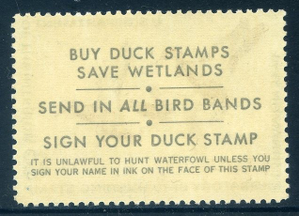 BUY DUCK STAMPS
SAVE WETLANDS
SEND IN ALL BIRD BANDS
SIGN YOUR DUCK STAMP
IT IS UNLAWFUL TO HUNT WATERFOWL UNLESS YOU
SIGN YOUR NAME IN INK ON THE FACE OF THIS STAMP